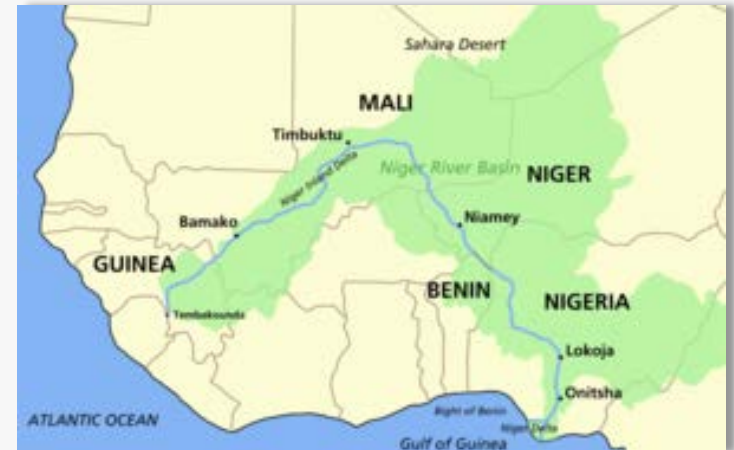 Sahara Desert
MALI
Timbuktu
Niger Inland Delta
Niger River Basin
NIGER
Bamako
Niamey
GUINEA
BENIN
NIGERIA
Tembakounda
Lokoja
Onitsha
Bight of Benin
ATLANTIC OCEAN
Niger Delta
Gulf of Guinea